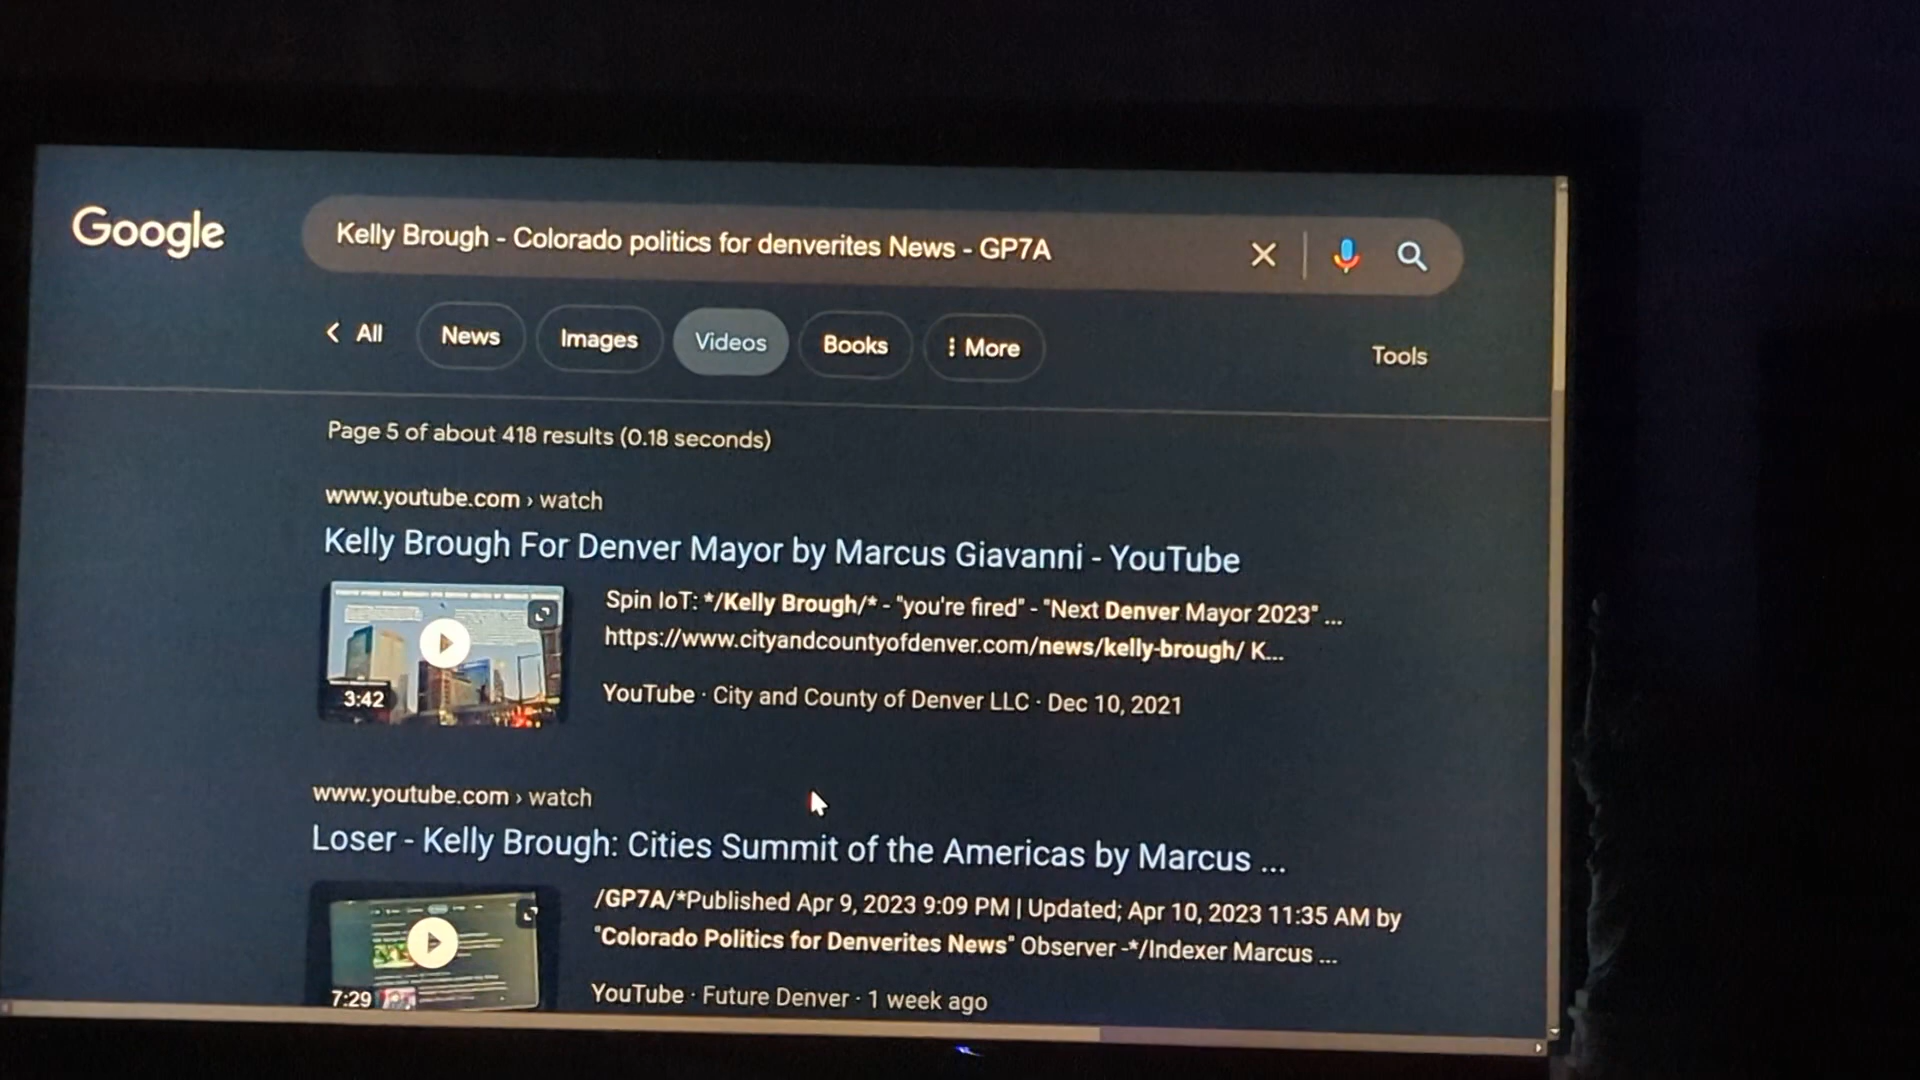 Google
Kelly Brough - Colorado politics for denverites News - GP7A
All
News
Images
Videos
Books
More
Tools
Page 5 of about 418 results (0.18 seconds)
www.youtube.com › watch
Kelly Brough For Denver Mayor by Marcus Giavanni - YouTube
Spin IoT: */Kelly Brough/* - "you're fired" - "Next Denver Mayor 2023" ...
https://www.cityandcountyofdenver.com/news/kelly-brough/ K...
3:42
YouTube · City and County of Denver LLC · Dec 10, 2021
www.youtube.com › watch
Loser - Kelly Brough: Cities Summit of the Americas by Marcus ...
/GP7A/*Published Apr 9, 2023 9:09 PM | Updated; Apr 10, 2023 11:35 AM by
"Colorado Politics for Denverites News" Observer -*/Indexer Marcus ...
7:29
YouTube · Future Denver · 1 week ago